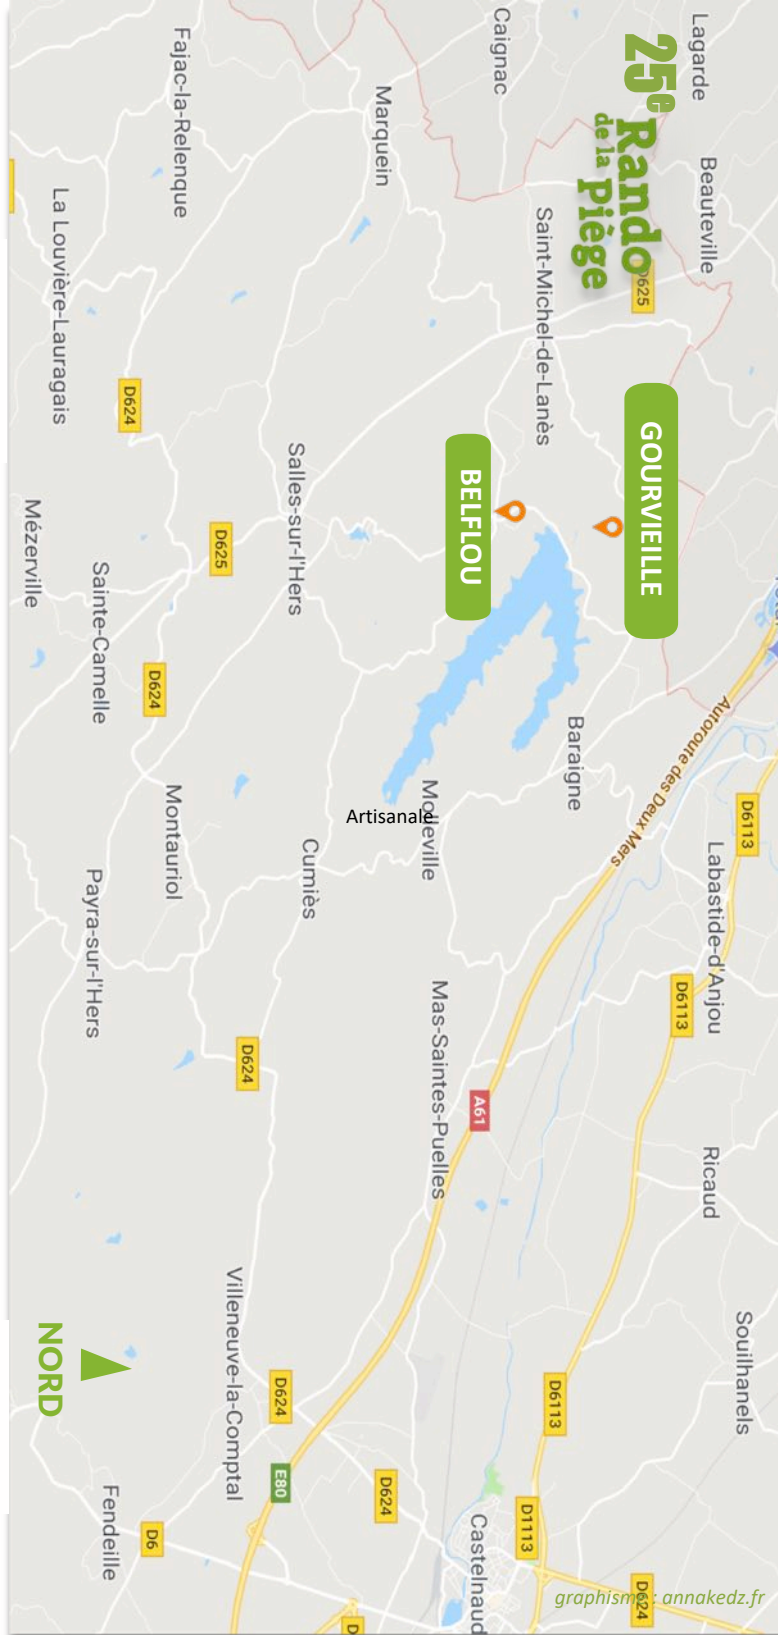 25e Rando
de la Piège
Lagarde
Beauteville
Caignac
Saint-Michel-de-Lanès
D625
GOURVIEILLE
BELFLOU
Marquein
Fajac-la-Relenque
La Louvière-Lauragais
D624
Salles-sur-l'Hers
D625
Mézerville
Sainte-Camelle
D624
Baraigne
Autoroute des Deux Mers
D6113
Labastide-d'Anjou
Molleville
Artisanale
Cumiès
Montauriol
Payra-sur-l'Hers
D6113
Mas-Saintes-Puelles
A61
D624
Ricaud
Souilhanels
D6113
Villeneuve-la-Comptal
D624
E80
D624
D1113
Castelnaud
D624
D6
Fendeille
D
NORD
graphisme : annakedz.fr